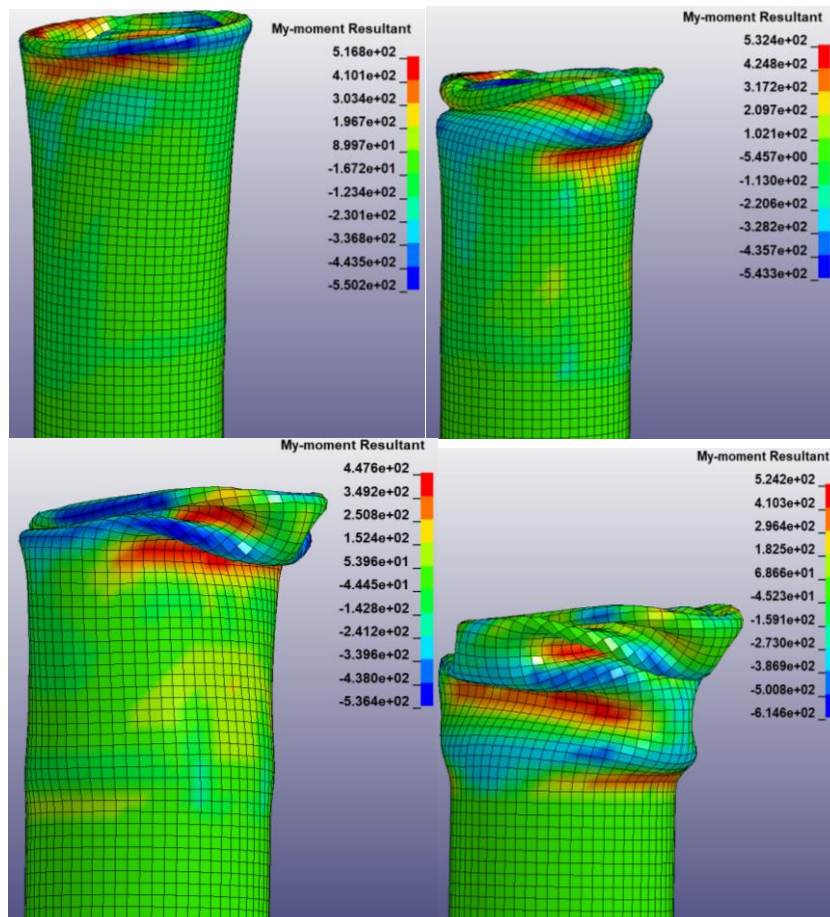 My-moment Resultant
5.168e+02
4.101e+02
3.034e+02
1.967e+02
8.997e+01
-1.672e+01
-1.234e+02
-2.301e+02
-3.368e+02
-4.435e+02
-5.502e+02
My-moment Resultant
5.324e+02
4.248e+02
3.172e+02
2.097e+02
1.021e+02
-5.457e+00
-1.130e+02
-2.206e+02
-3.282e+02
-4.357e+02
-5.433e+02
My-moment Resultant
4.476e+02
3.492e+02
2.508e+02
1.524e+02
5.396e+01
-4.445e+01
-1.428e+02
-2.412e+02
-3.396e+02
-4.380e+02
-5.364e+02
My-moment Resultant
5.242e+02
4.103e+02
2.964e+02
1.825e+02
6.866e+01
-4.523e+01
-1.591e+02
-2.730e+02
-3.869e+02
-5.008e+02
-6.146e+02